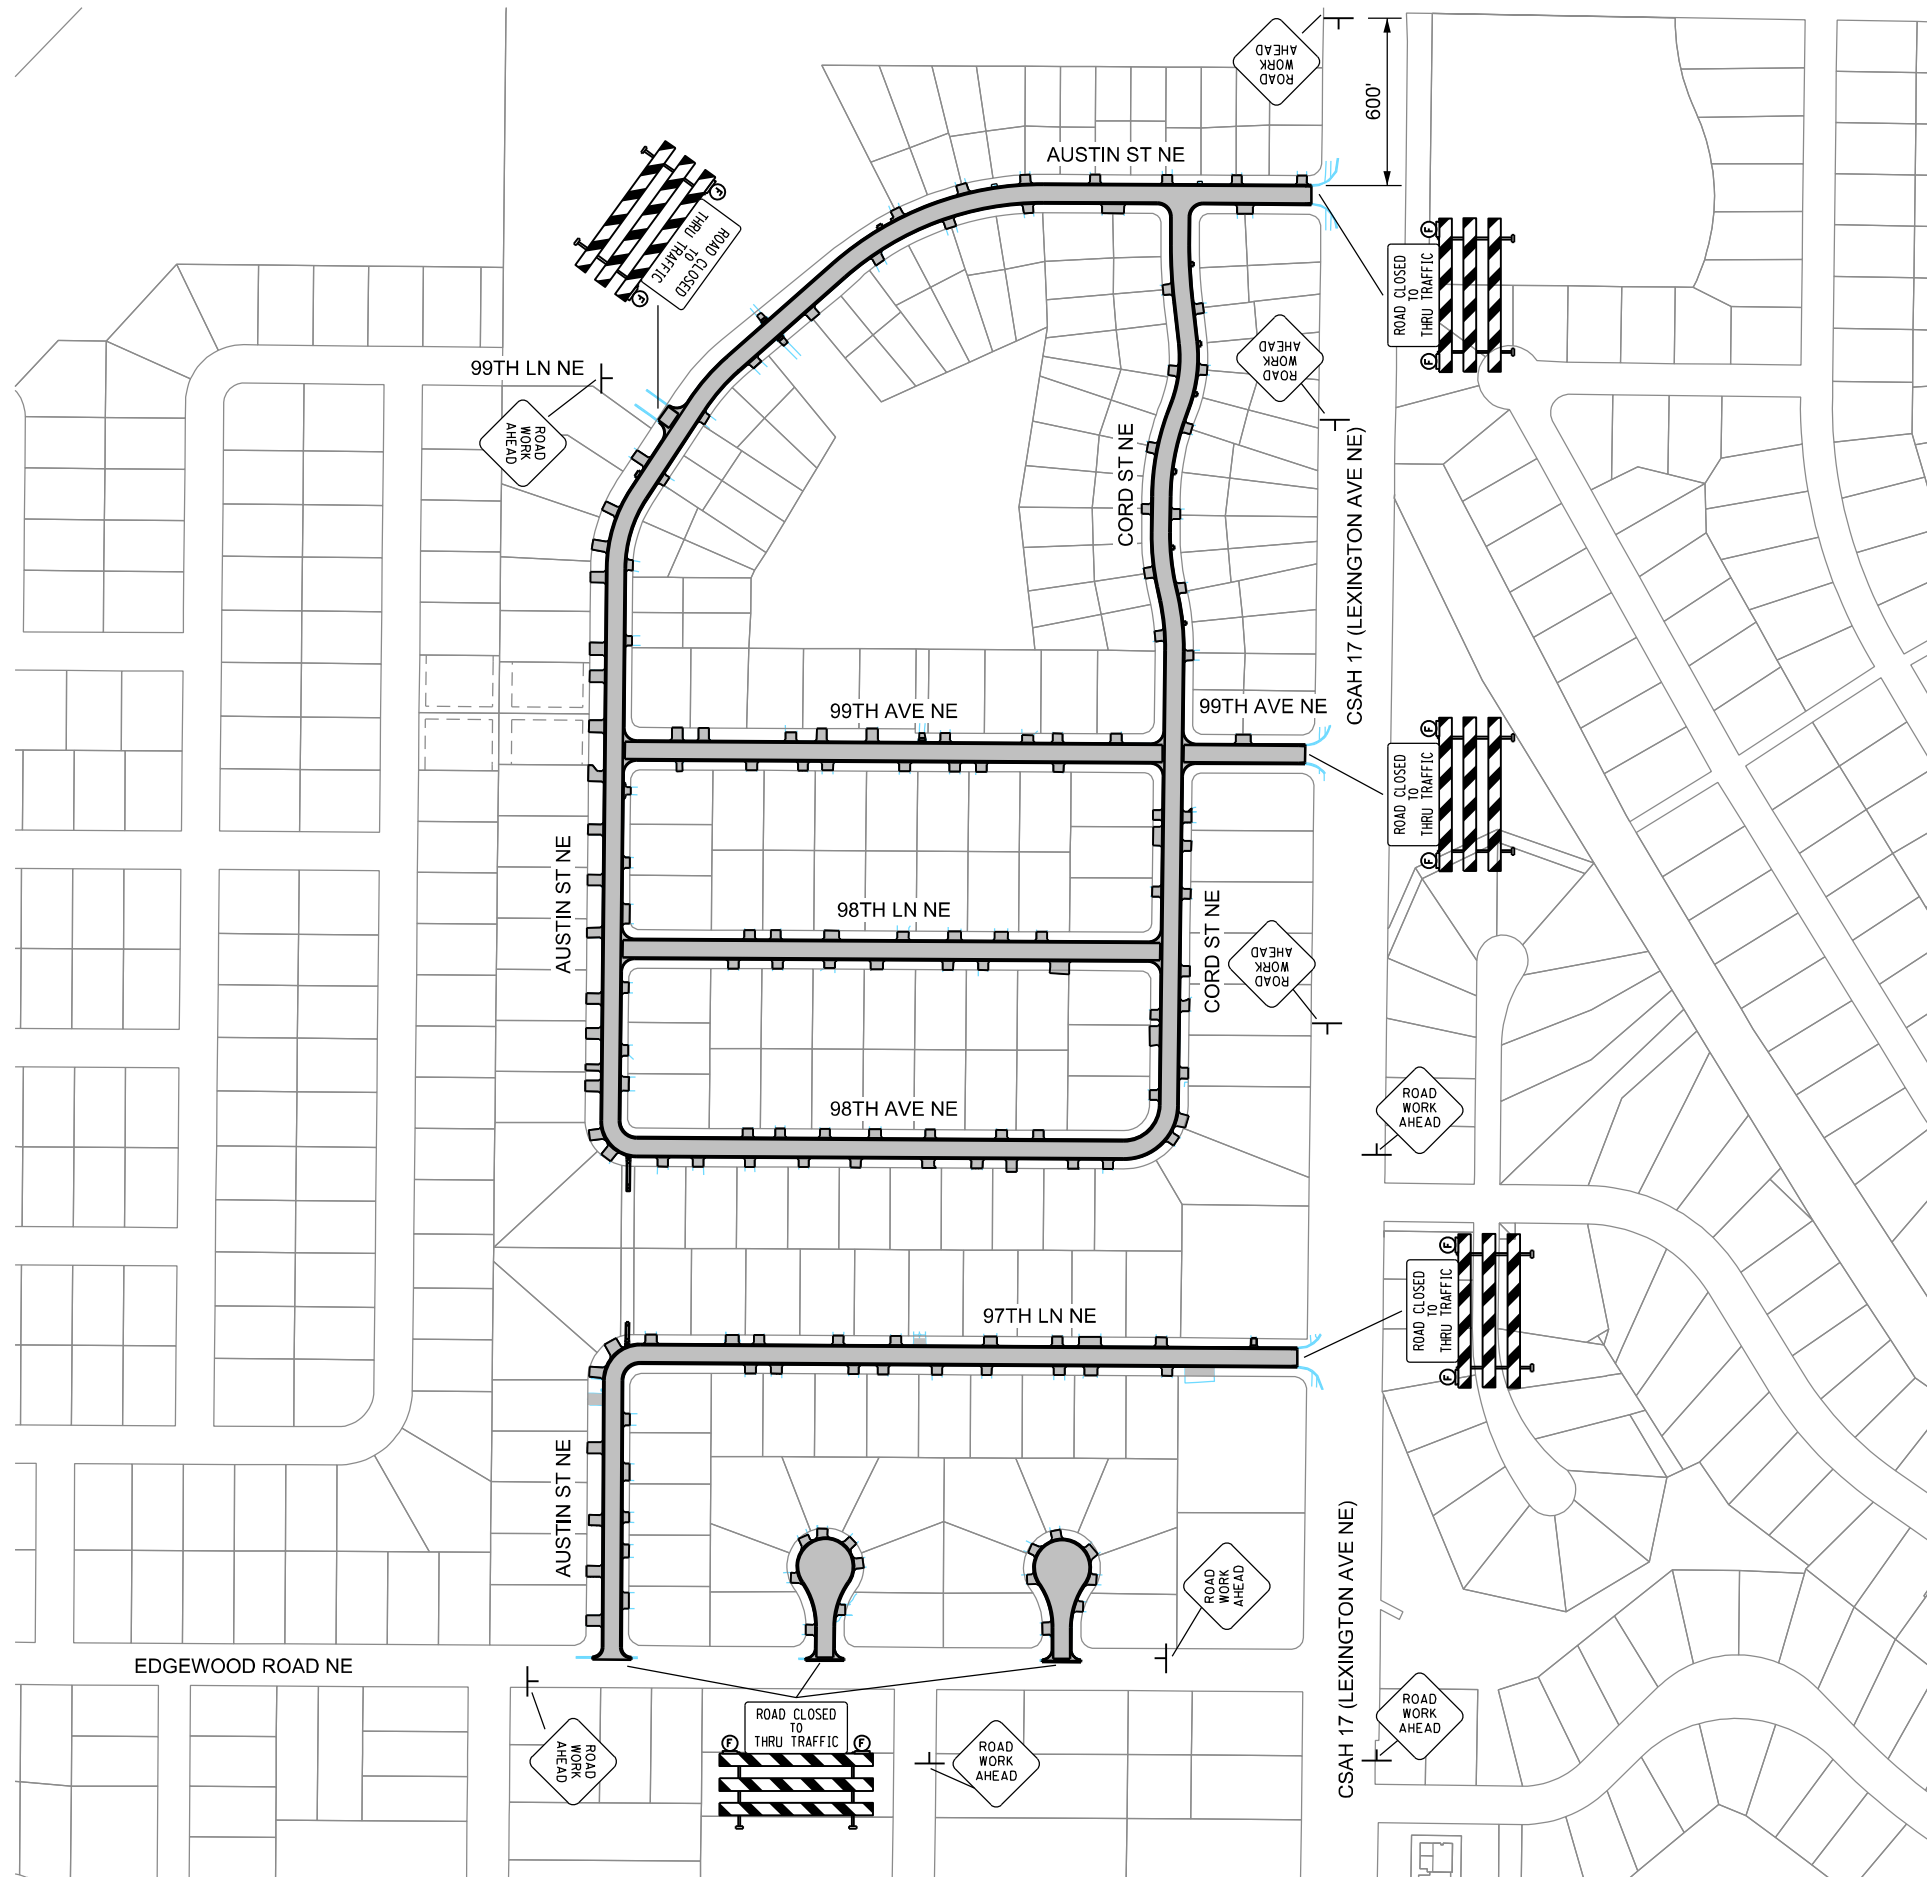 ROAD
WORK
AHEAD
600'
AUSTIN ST NE
F
ROAD CLOSED
TO
THRU TRAFFIC
F
F
ROAD CLOSED
TO
THRU TRAFFIC
F
99TH LN NE
ROAD
WORK
AHEAD
ROAD
WORK
AHEAD
CORD ST NE
CSAH 17 (LEXINGTON AVE NE)
99TH AVE NE
99TH AVE NE
F
ROAD CLOSED
TO
THRU TRAFFIC
F
AUSTIN ST NE
98TH LN NE
CORD ST NE
ROAD
WORK
AHEAD
ROAD
WORK
AHEAD
98TH AVE NE
F
ROAD CLOSED
TO
THRU TRAFFIC
F
97TH LN NE
AUSTIN ST NE
ROAD
WORK
AHEAD
CSAH 17 (LEXINGTON AVE NE)
EDGEWOOD ROAD NE
ROAD
WORK
AHEAD
ROAD CLOSED
TO
THRU TRAFFIC
F
F
ROAD
WORK
AHEAD
ROAD
WORK
AHEAD